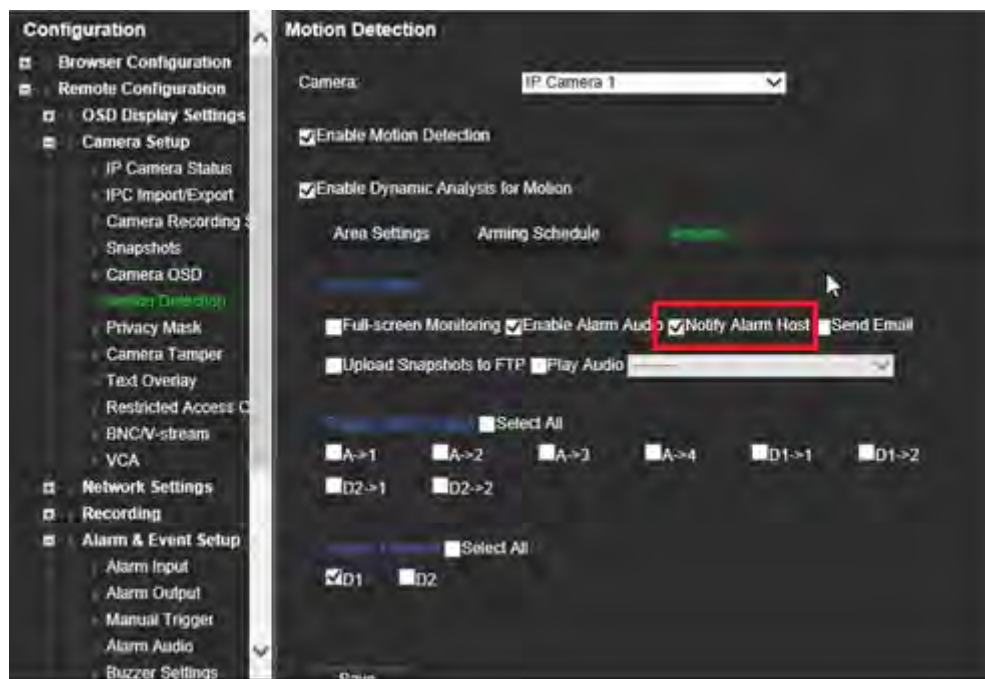 Configuration
Browser Configuration
Remote Configuration
OSD Display Settings
Camera Setup
IP Camera Status
IPC Import/Export
Camera Recording S
Snapshots
Camera OSD
Motion Detection
Privacy Mask
Camera Tamper
Text Overlay
Restricted Access C
BNC/V-stream
VCA
Network Settings
Recording
Alarm & Event Setup
Alarm Input
Alarm Output
Manual Trigger
Alarm Audio
Buzzer Settings
Motion Detection
Camera: IP Camera 1
Enable Motion Detection
Enable Dynamic Analysis for Motion
Area Settings Arming Schedule
Full-screen Monitoring Enable Alarm Audio Notify Alarm Host Send Email
Upload Snapshots to FTP Play Audio
Select All
A->1 A->2 A->3 A->4 D1->1 D1->2
D2->1 D2->2
Select All
D1 D2
Save